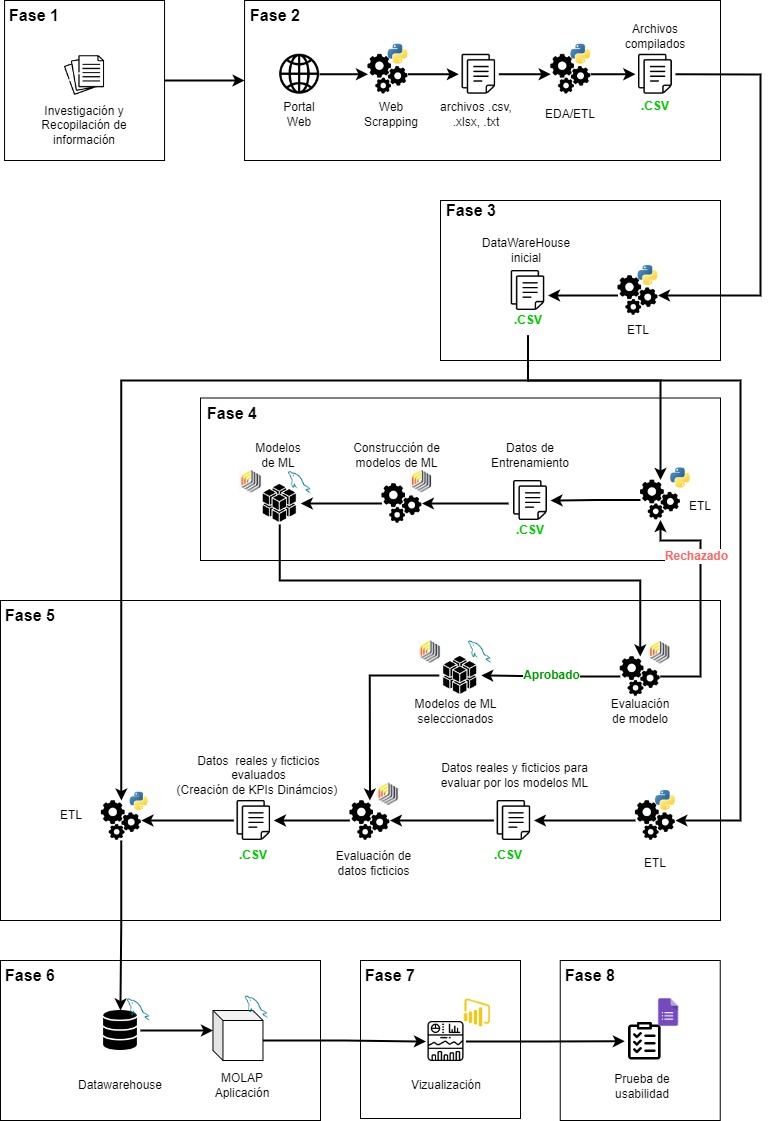 Fase 1
Investigación y
Recopilación de
información
Fase 2
Portal
Web
Web
Scrapping
archivos .csv,
.xlsx, .txt
EDA/ETL
Archivos
compilados
.CSV
Fase 3
DataWareHouse
inicial
.CSV
ETL
Fase 4
Modelos
de ML
Construcción de
modelos de ML
Datos de
Entrenamiento
.CSV
ETL
Rechazado
Fase 5
Aprobado
Modelos de ML
seleccionados
Evaluación
de modelo
Datos reales y ficticios
evaluados
(Creación de KPIs Dinámcios)
Datos reales y ficticios para
evaluar por los modelos ML
ETL
.CSV
Evaluación de
datos ficticios
.CSV
ETL
Fase 6
Datawarehouse
MOLAP
Aplicación
Fase 7
Vizualización
Fase 8
Prueba de
usabilidad